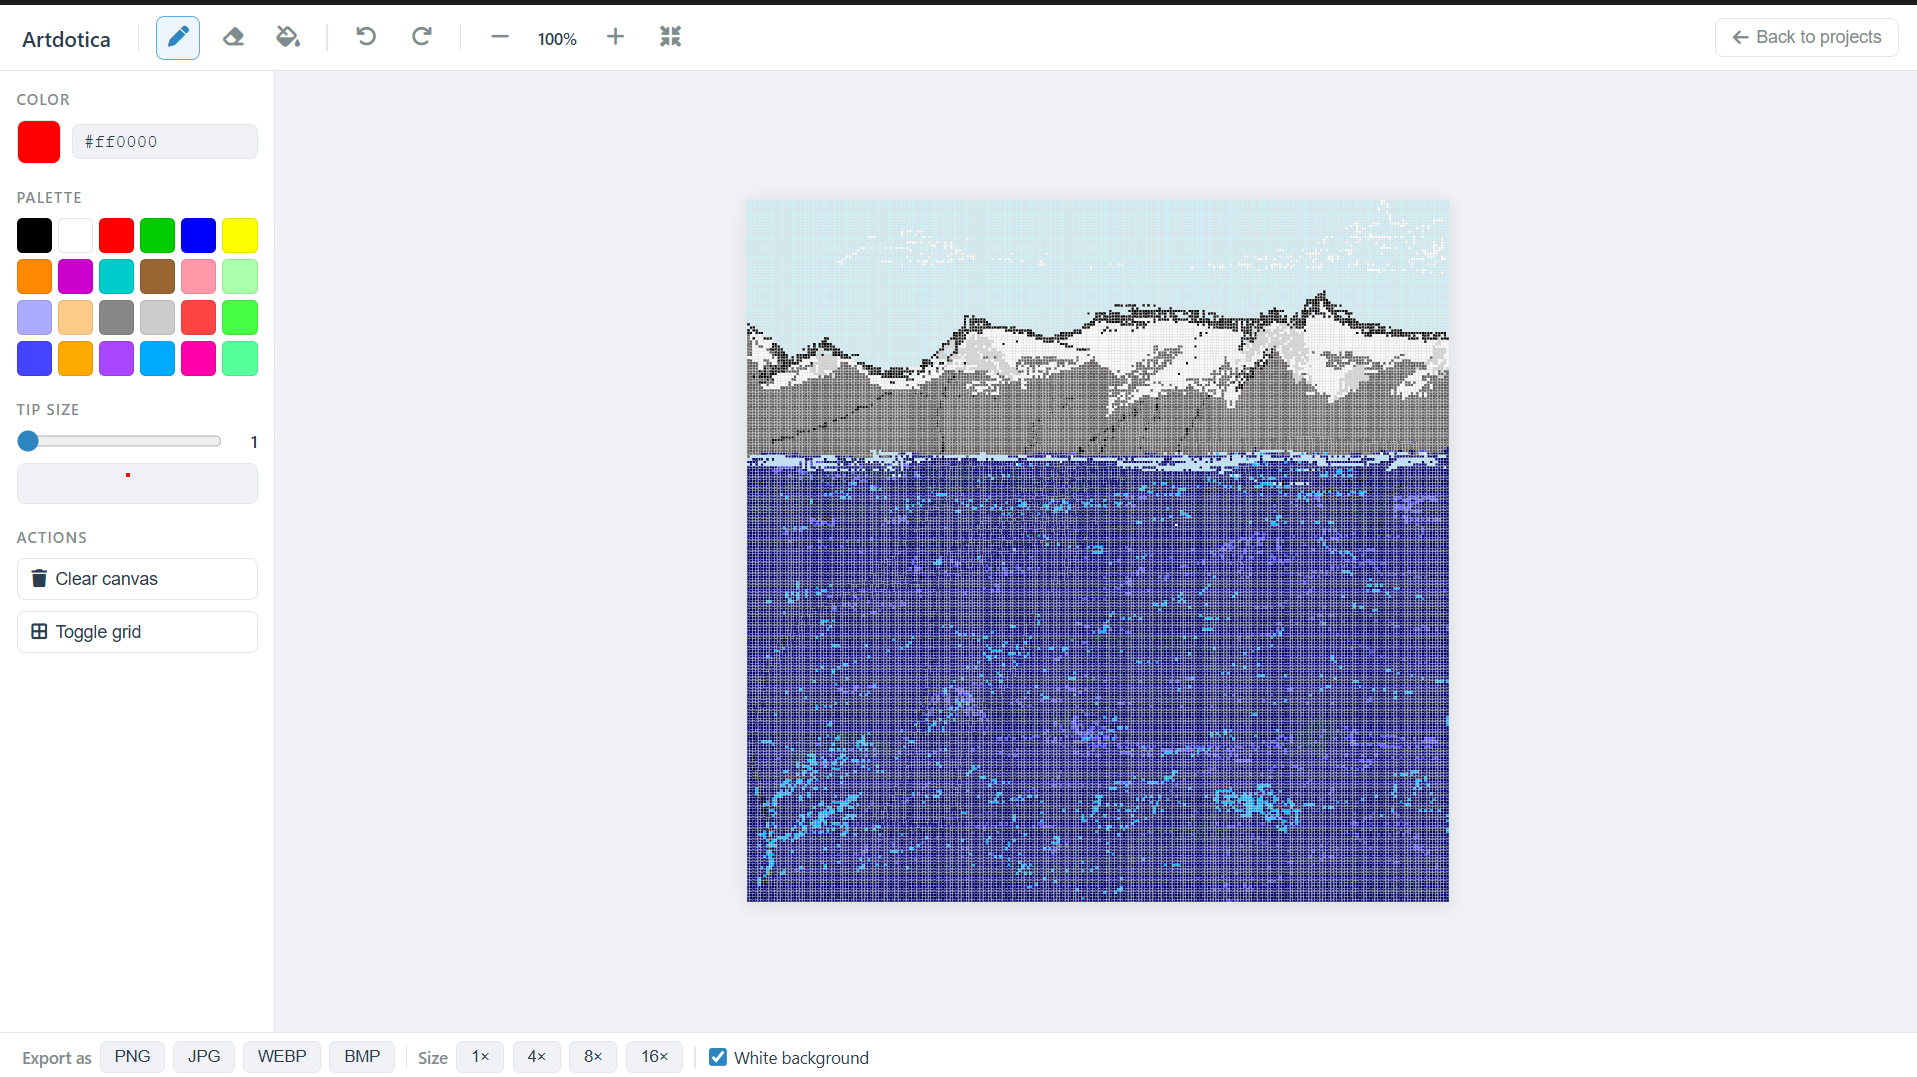 Artdotica
100%
Back to projects
COLOR
#ff0000
PALETTE
TIP SIZE
1
ACTIONS
Clear canvas
Toggle grid
Export as PNG JPG WEBP BMP Size 1× 4× 8× 16× White background